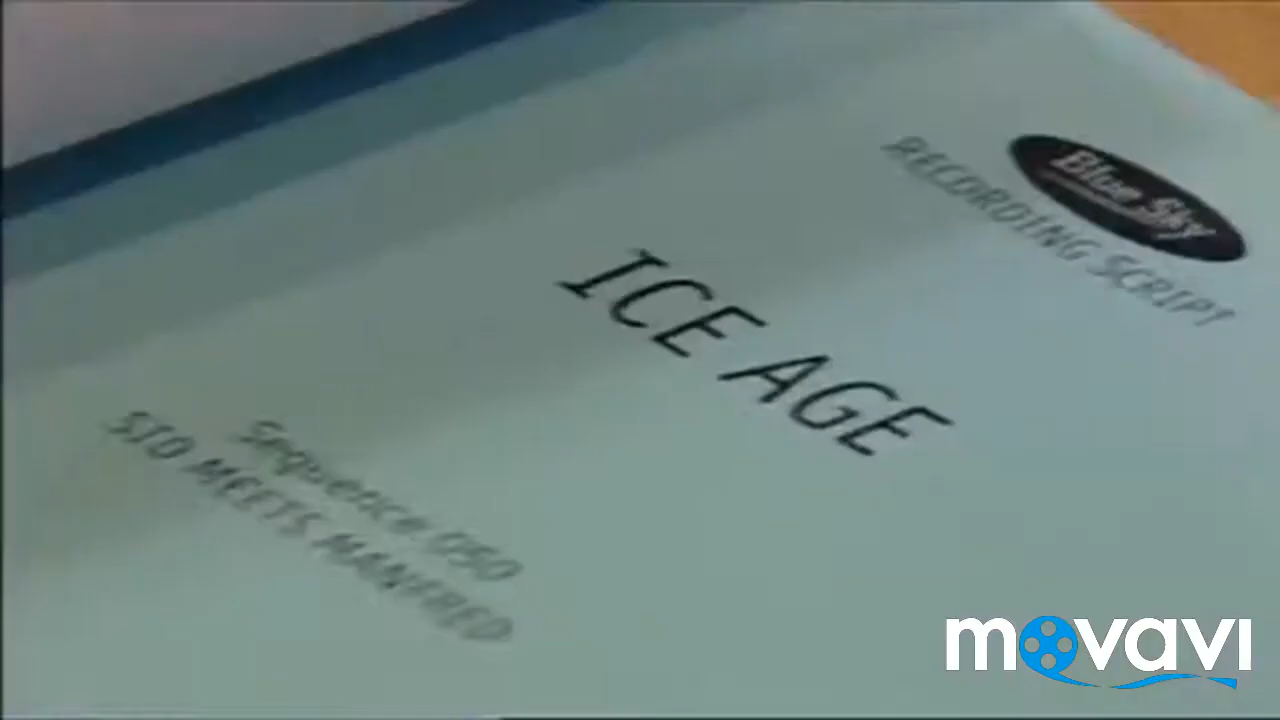 Blue Sky
RECORDING SCRIPT
ICE AGE
Sequence 050
SID MEETS MANFRED
movavi